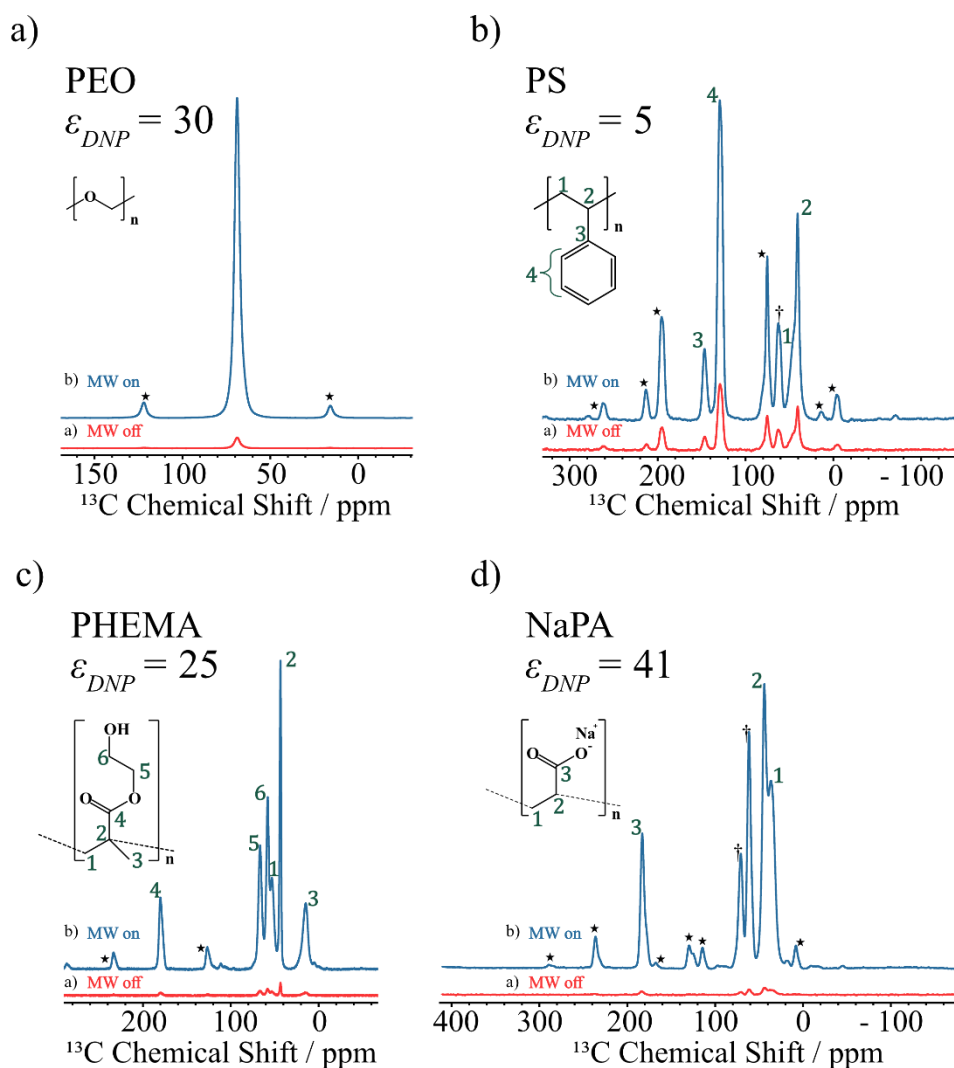 a)
PEO
εDNP = 30
O
n
b) MW on
★
★
a) MW off
150 100 50 0
¹³C Chemical Shift / ppm
b)
PS
εDNP = 5
1
2
n
3
4
4
2
★
★
†
1
3
★
★
★
★
b) MW on
a) MW off
300 200 100 0 - 100
¹³C Chemical Shift / ppm
c)
PHEMA
εDNP = 25
OH
6
5
O
O
4
2
1
3
n
2
6
5
1
4
3
★
★
b) MW on
a) MW off
200 100 0
¹³C Chemical Shift / ppm
d)
NaPA
εDNP = 41
Na⁺
O
O⁻
3
2
1
n
2
†
1
3
†
★
★
★
★
★
★
b) MW on
a) MW off
400 300 200 100 0 - 100
¹³C Chemical Shift / ppm